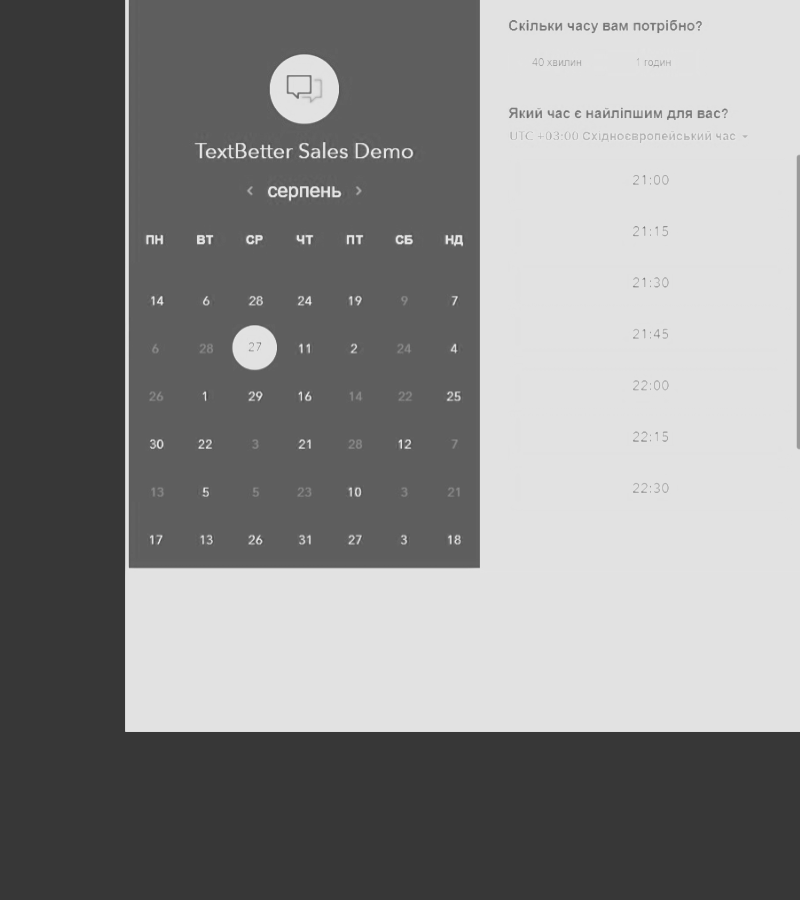 TextBetter Sales Demo
‹ серпень ›
ПН ВТ СР ЧТ ПТ СБ НД
14 6 28 24 19 9 7
6 28 27 11 2 24 4
26 1 29 16 14 22 25
30 22 3 21 28 12 7
13 5 5 23 10 3 21
17 13 26 31 27 3 18
Скільки часу вам потрібно?
40 хвилин 1 годин
Який час є найліпшим для вас?
UTC +03:00 Східноєвропейський час
21:00
21:15
21:30
21:45
22:00
22:15
22:30